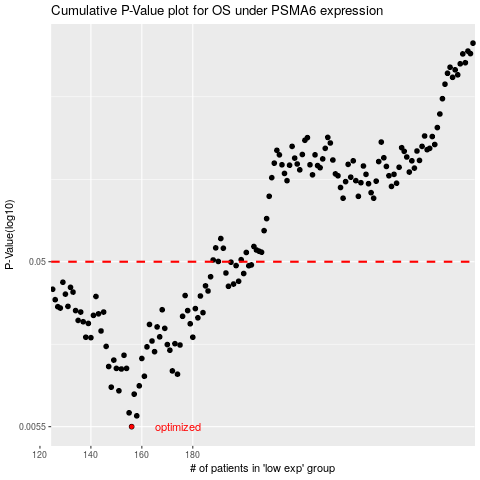 Cumulative P-Value plot for OS under PSMA6 expression
P-Value(log10)
0.05
0.0055
optimized
120 140 160 180
# of patients in 'low exp' group